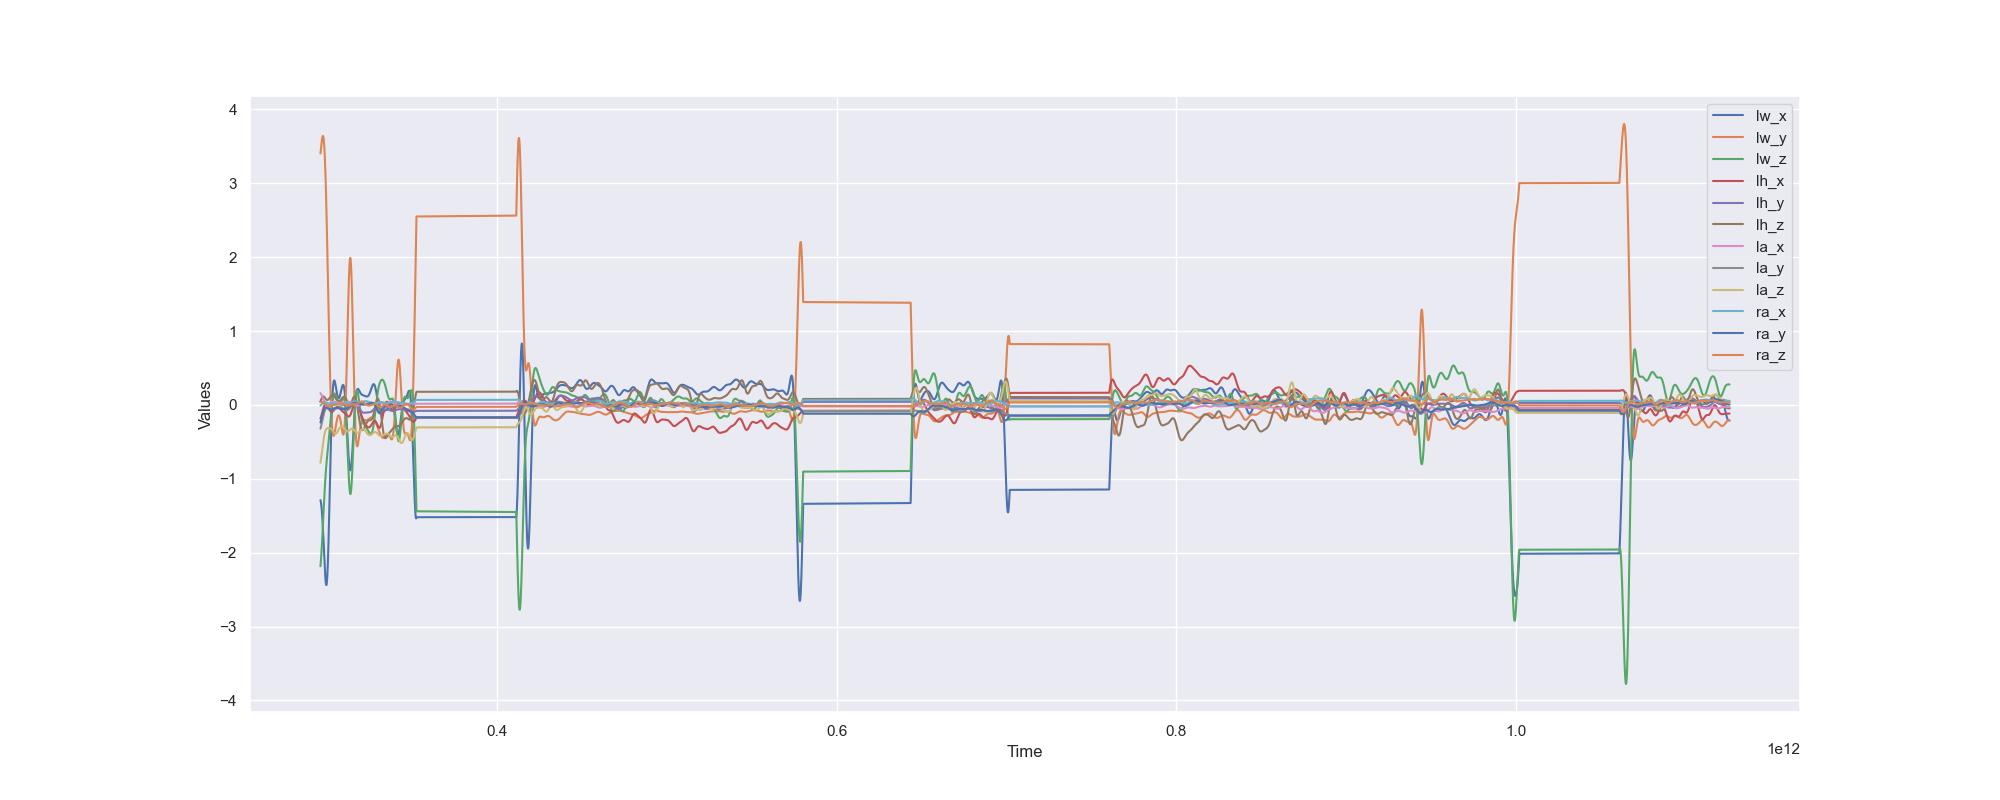 4
3
2
1
0
−1
−2
−3
−4
Values
0.4
0.6
0.8
1.0
1e12
Time
lw_x
lw_y
lw_z
lh_x
lh_y
lh_z
la_x
la_y
la_z
ra_x
ra_y
ra_z